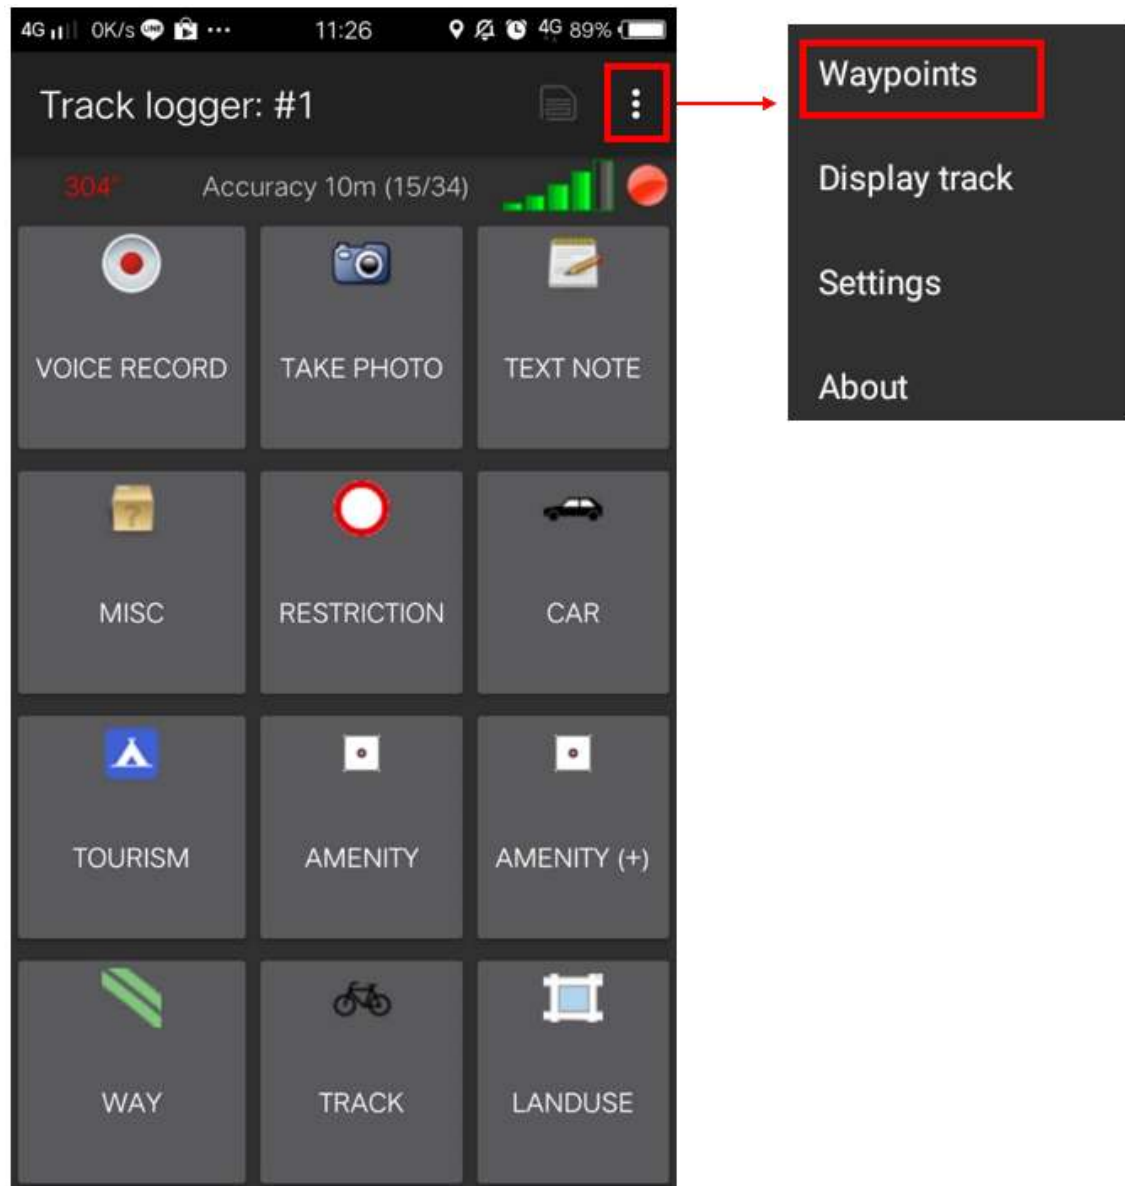 4G 0K/s LINE ... 11:26 4G 89%
Track logger: #1
304° Accuracy 10m (15/34)
VOICE RECORD TAKE PHOTO TEXT NOTE
?
MISC RESTRICTION CAR
TOURISM AMENITY AMENITY (+)
WAY TRACK LANDUSE
Waypoints
Display track
Settings
About